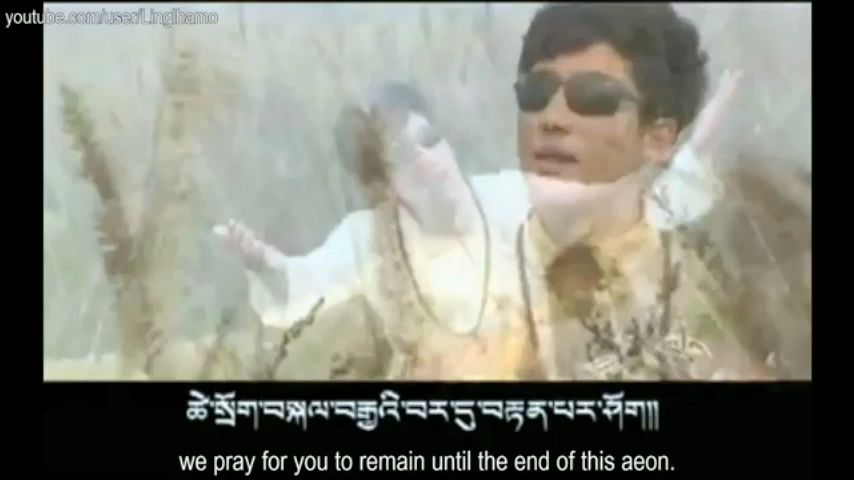 youtube.com/user/Linglhamo
ཚེ་སྲོག་བསྐལ་བརྒྱའི་བར་དུ་བརྟན་པར་ཤོག།
we pray for you to remain until the end of this aeon.